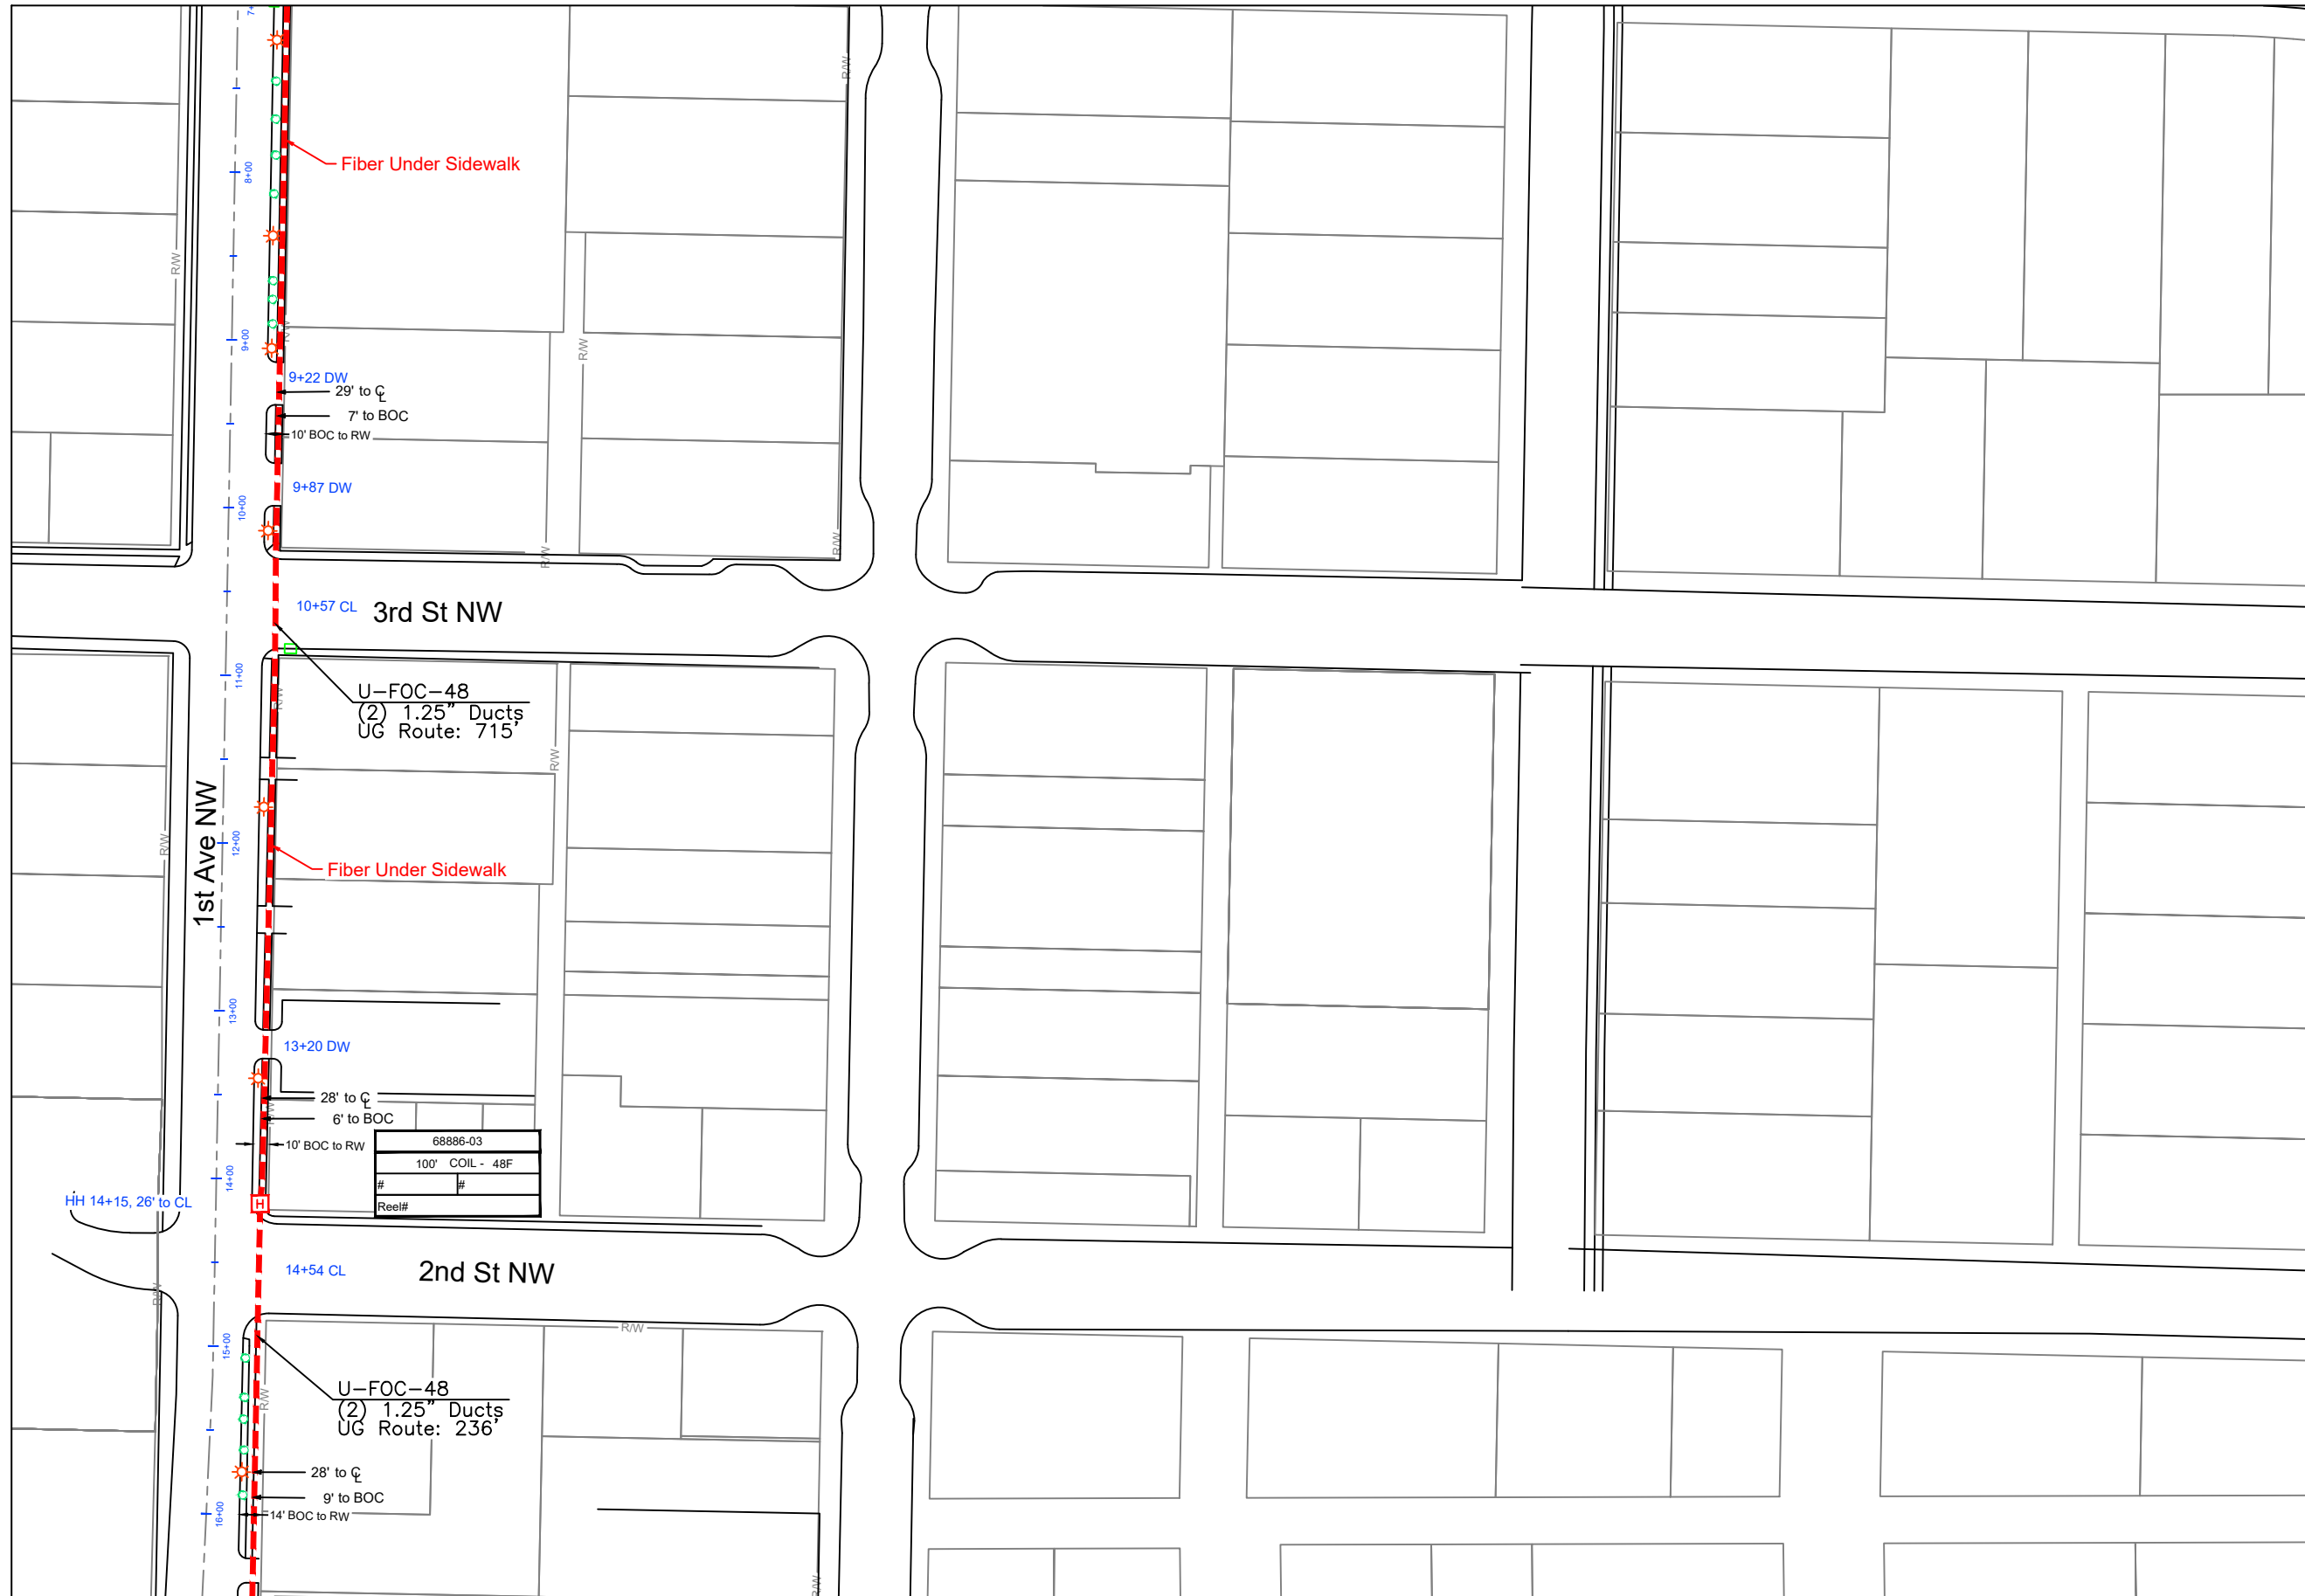 7+
R/W
Fiber Under Sidewalk
8+00
R/W
R/W
9+00
R/W
9+22 DW
29' to ℄
7' to BOC
10' BOC to RW
9+87 DW
10+00
R/W
R/W
10+57 CL
3rd St NW
11+00
R/W
U-FOC-48
(2) 1.25" Ducts
UG Route: 715'
R/W
1st Ave NW
R/W
12+00
Fiber Under Sidewalk
13+00
13+20 DW
28' to ℄
R/W
6' to BOC
10' BOC to RW
68886-03
100' COIL - 48F
# #
Reel#
14+00
HH 14+15, 26' to CL
H
14+54 CL
2nd St NW
R/W
R/W
15+00
U-FOC-48
(2) 1.25" Ducts
UG Route: 236'
R/W
28' to ℄
9' to BOC
14' BOC to RW
16+00
R/W